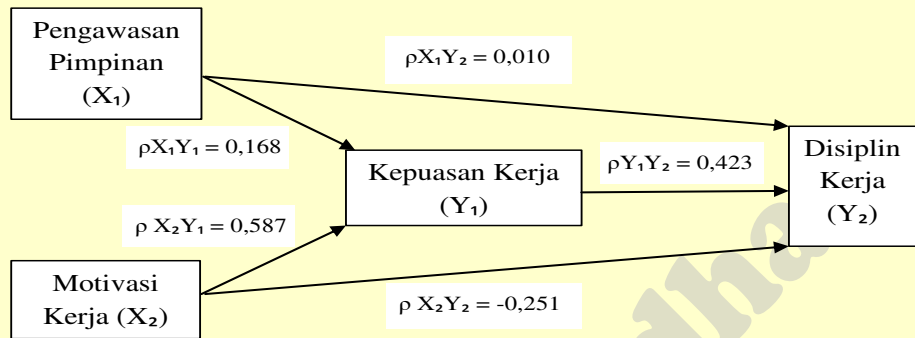 Pengawasan
Pimpinan
(X₁)
ρX₁Y₂ = 0,010
ρX₁Y₁ = 0,168
Kepuasan Kerja
(Y₁)
ρY₁Y₂ = 0,423
Disiplin
Kerja
(Y₂)
ρ X₂Y₁ = 0,587
Motivasi
Kerja (X₂)
ρ X₂Y₂ = -0,251